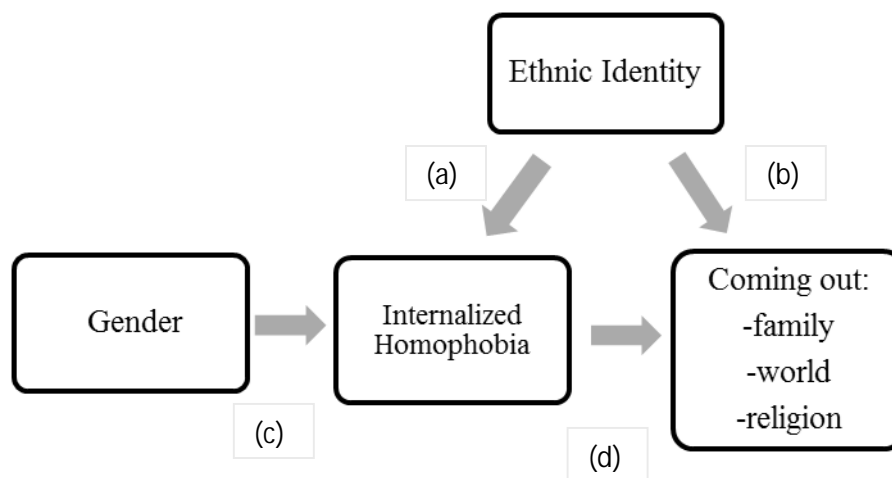 Ethnic Identity
(a)
(b)
Gender
Internalized
Homophobia
Coming out:
-family
-world
-religion
(c)
(d)